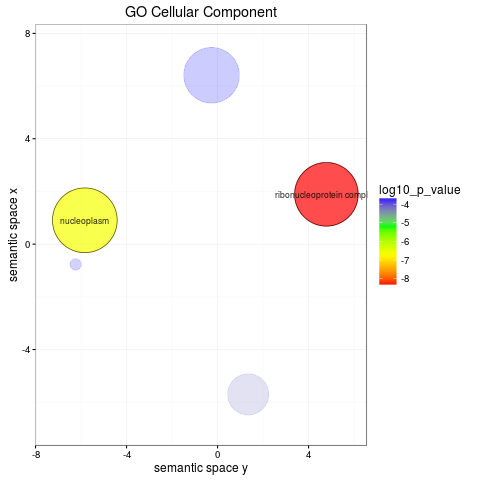 GO Cellular Component
8
4
0
-4
semantic space x
nucleoplasm
ribonucleoprotein compl
-8
-4
0
4
semantic space y
log10_p_value
-4
-5
-6
-7
-8